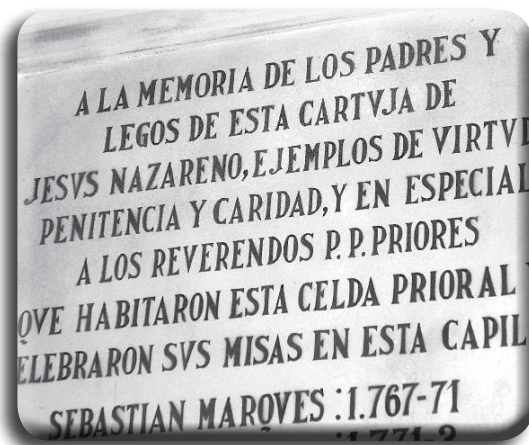 A LA MEMORIA DE LOS PADRES Y
LEGOS DE ESTA CARTVJA DE
JESVS NAZARENO, EJEMPLOS DE VIRTVD
PENITENCIA Y CARIDAD, Y EN ESPECIAL
A LOS REVERENDOS P. P. PRIORES
QVE HABITARON ESTA CELDA PRIORAL Y
ELEBRARON SVS MISAS EN ESTA CAPIL
SEBASTIAN MARQVES : 1.767-71